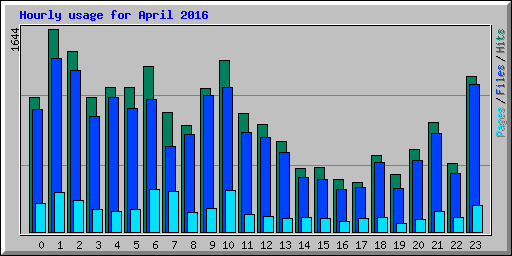 Hourly usage for April 2016
1644
Pages/Files/Hits
0 1 2 3 4 5 6 7 8 9 10 11 12 13 14 15 16 17 18 19 20 21 22 23